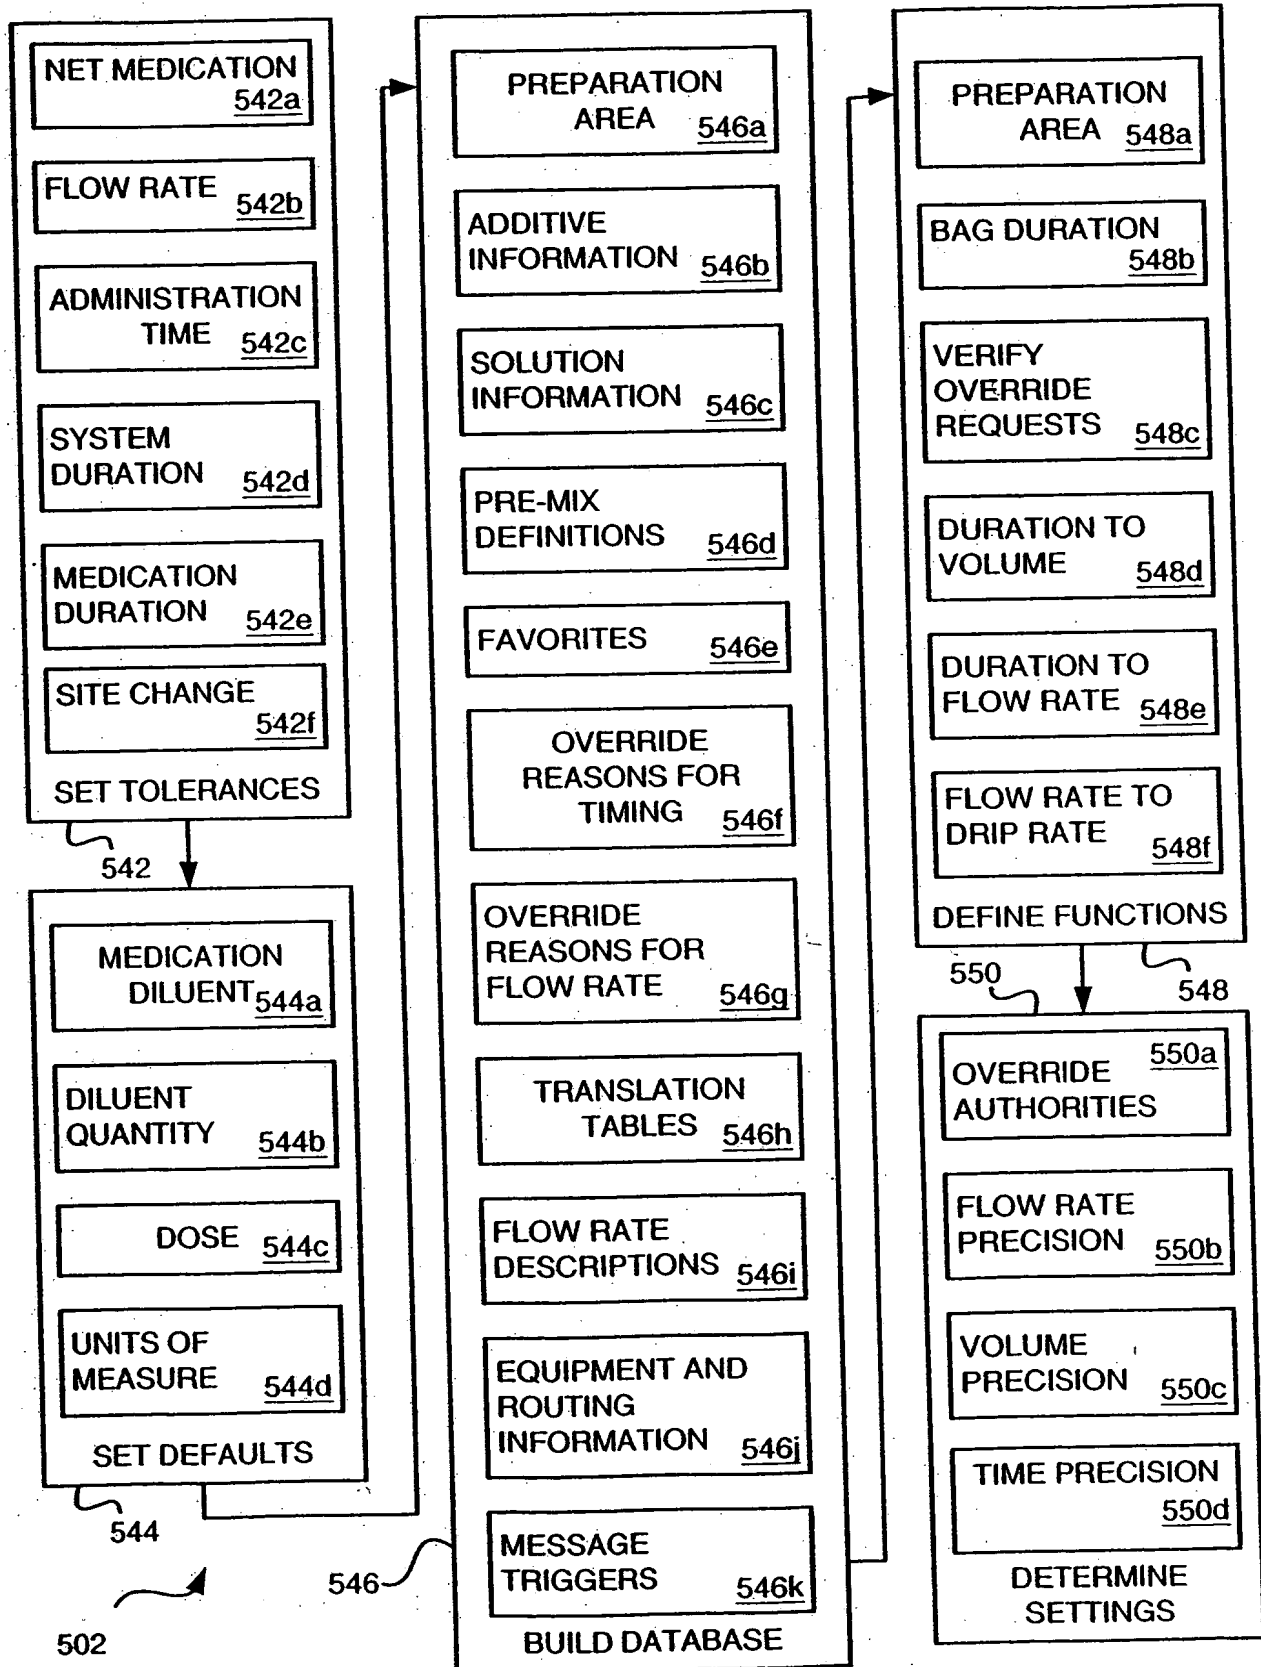 NET MEDICATION
542a
FLOW RATE
542b
ADMINISTRATION
TIME
542c
SYSTEM
DURATION
542d
MEDICATION
DURATION
542e
SITE CHANGE
542f
SET TOLERANCES
542
MEDICATION
DILUENT
544a
DILUENT
QUANTITY
544b
DOSE
544c
UNITS OF
MEASURE
544d
SET DEFAULTS
544
502
PREPARATION
AREA
546a
ADDITIVE
INFORMATION
546b
SOLUTION
INFORMATION
546c
PRE-MIX
DEFINITIONS
546d
FAVORITES
546e
OVERRIDE
REASONS FOR
TIMING
546f
OVERRIDE
REASONS FOR
FLOW RATE
546g
TRANSLATION
TABLES
546h
FLOW RATE
DESCRIPTIONS
546i
EQUIPMENT AND
ROUTING
INFORMATION
546j
MESSAGE
TRIGGERS
546k
BUILD DATABASE
546
PREPARATION
AREA
548a
BAG DURATION
548b
VERIFY
OVERRIDE
REQUESTS
548c
DURATION TO
VOLUME
548d
DURATION TO
FLOW RATE
548e
FLOW RATE TO
DRIP RATE
548f
DEFINE FUNCTIONS
548
550
550a
OVERRIDE
AUTHORITIES
FLOW RATE
PRECISION
550b
VOLUME
PRECISION
550c
TIME PRECISION
550d
DETERMINE
SETTINGS